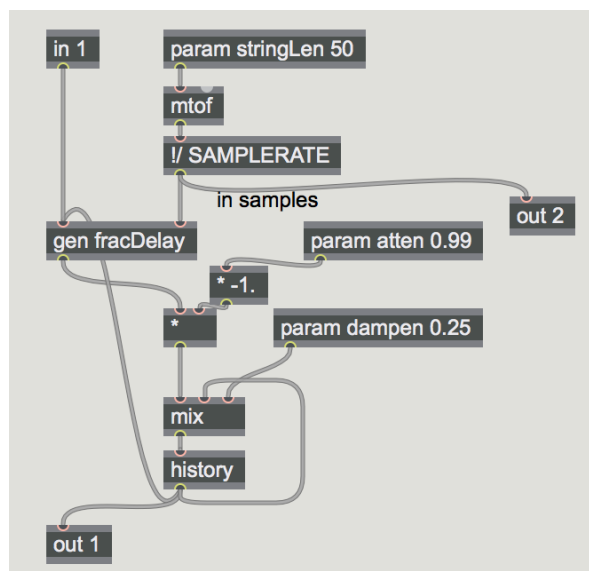 in 1
param stringLen 50
mtof
!/ SAMPLERATE
in samples
out 2
gen fracDelay
param atten 0.99
* -1.
*
param dampen 0.25
mix
history
out 1